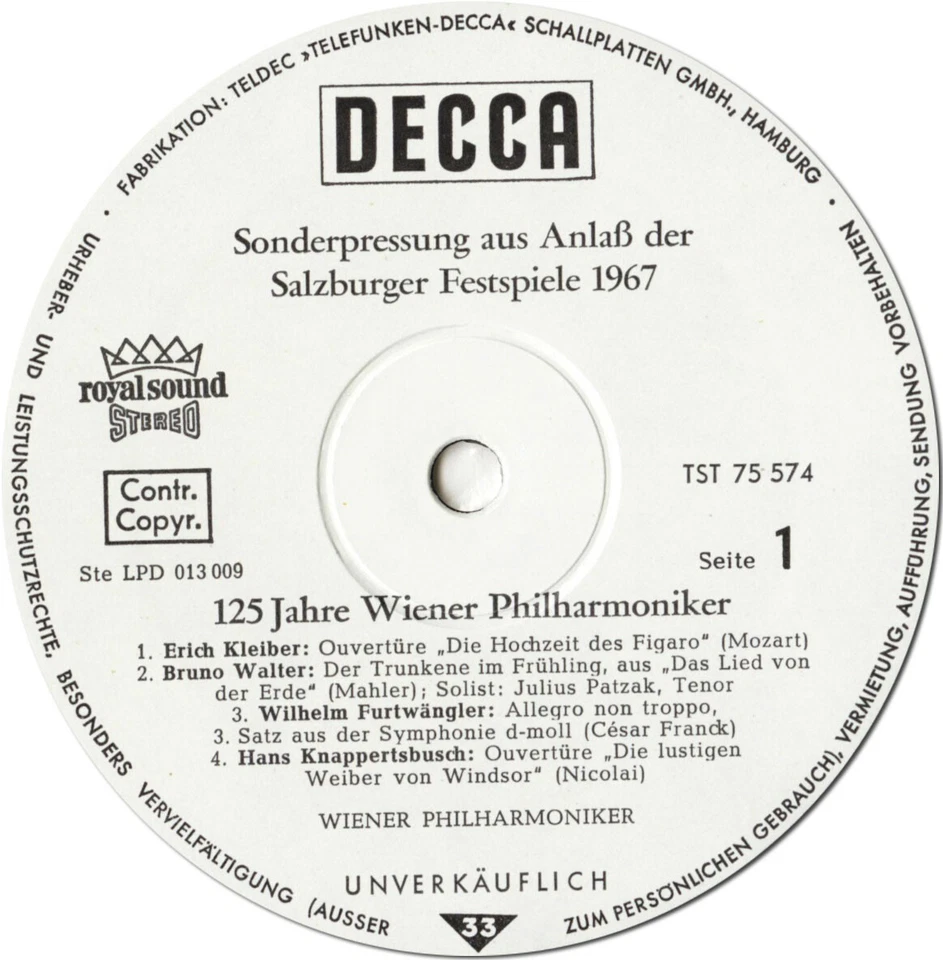 FABRIKATION: TELDEC »TELEFUNKEN-DECCA« SCHALLPLATTEN GMBH., HAMBURG ·
DECCA
Sonderpressung aus Anlaß der
Salzburger Festspiele 1967
royal sound
STEREO
Contr.
Copyr.
Ste LPD 013 009
TST 75 574
Seite 1
125 Jahre Wiener Philharmoniker
1. Erich Kleiber: Ouvertüre „Die Hochzeit des Figaro“ (Mozart)
2. Bruno Walter: Der Trunkene im Frühling, aus „Das Lied von
der Erde“ (Mahler); Solist: Julius Patzak, Tenor
3. Wilhelm Furtwängler: Allegro non troppo,
3. Satz aus der Symphonie d-moll (César Franck)
4. Hans Knappertsbusch: Ouvertüre „Die lustigen
Weiber von Windsor“ (Nicolai)
WIENER PHILHARMONIKER
UNVERKÄUFLICH
33
URHEBER- UND LEISTUNGSSCHUTZRECHTE, BESONDERS VERVIELFÄLTIGUNG (AUSSER ZUM PERSÖNLICHEN GEBRAUCH), VERMIETUNG, AUFFÜHRUNG, SENDUNG VORBEHALTEN ·